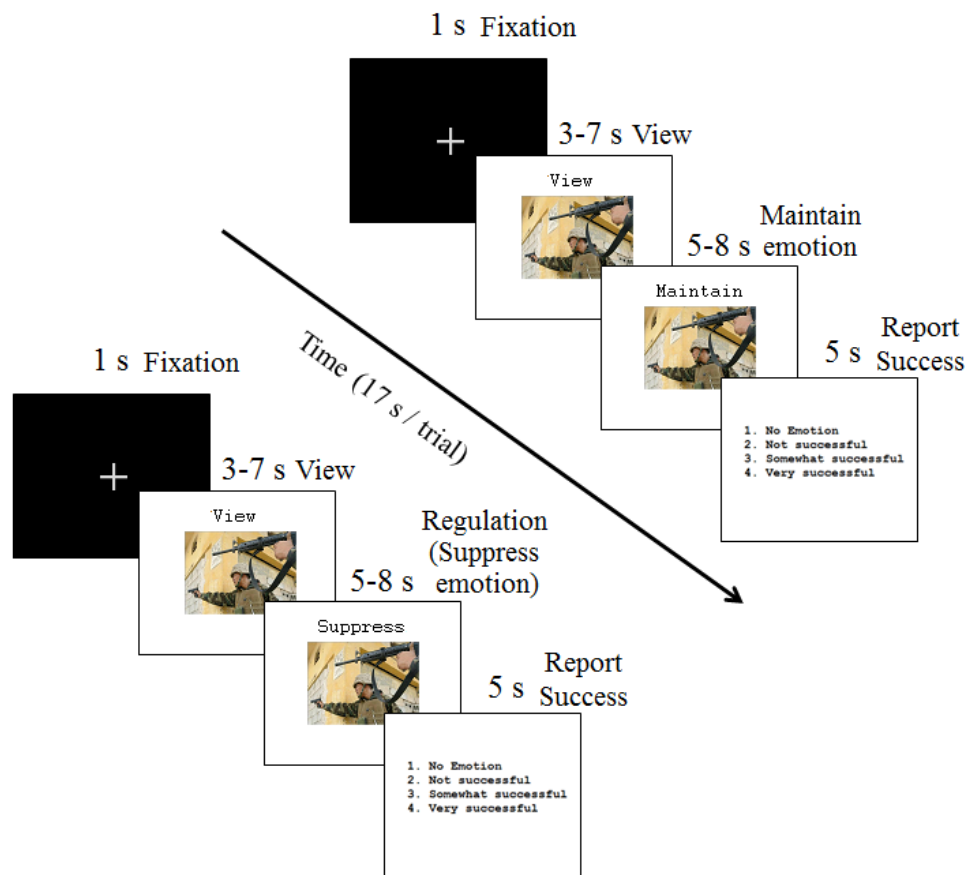 1 s Fixation
3-7 s View
View
5-8 s Maintain emotion
Maintain
5 s Report Success
1. No Emotion
2. Not successful
3. Somewhat successful
4. Very successful
Time (17 s / trial)
1 s Fixation
3-7 s View
View
5-8 s Regulation (Suppress emotion)
Suppress
5 s Report Success
1. No Emotion
2. Not successful
3. Somewhat successful
4. Very successful